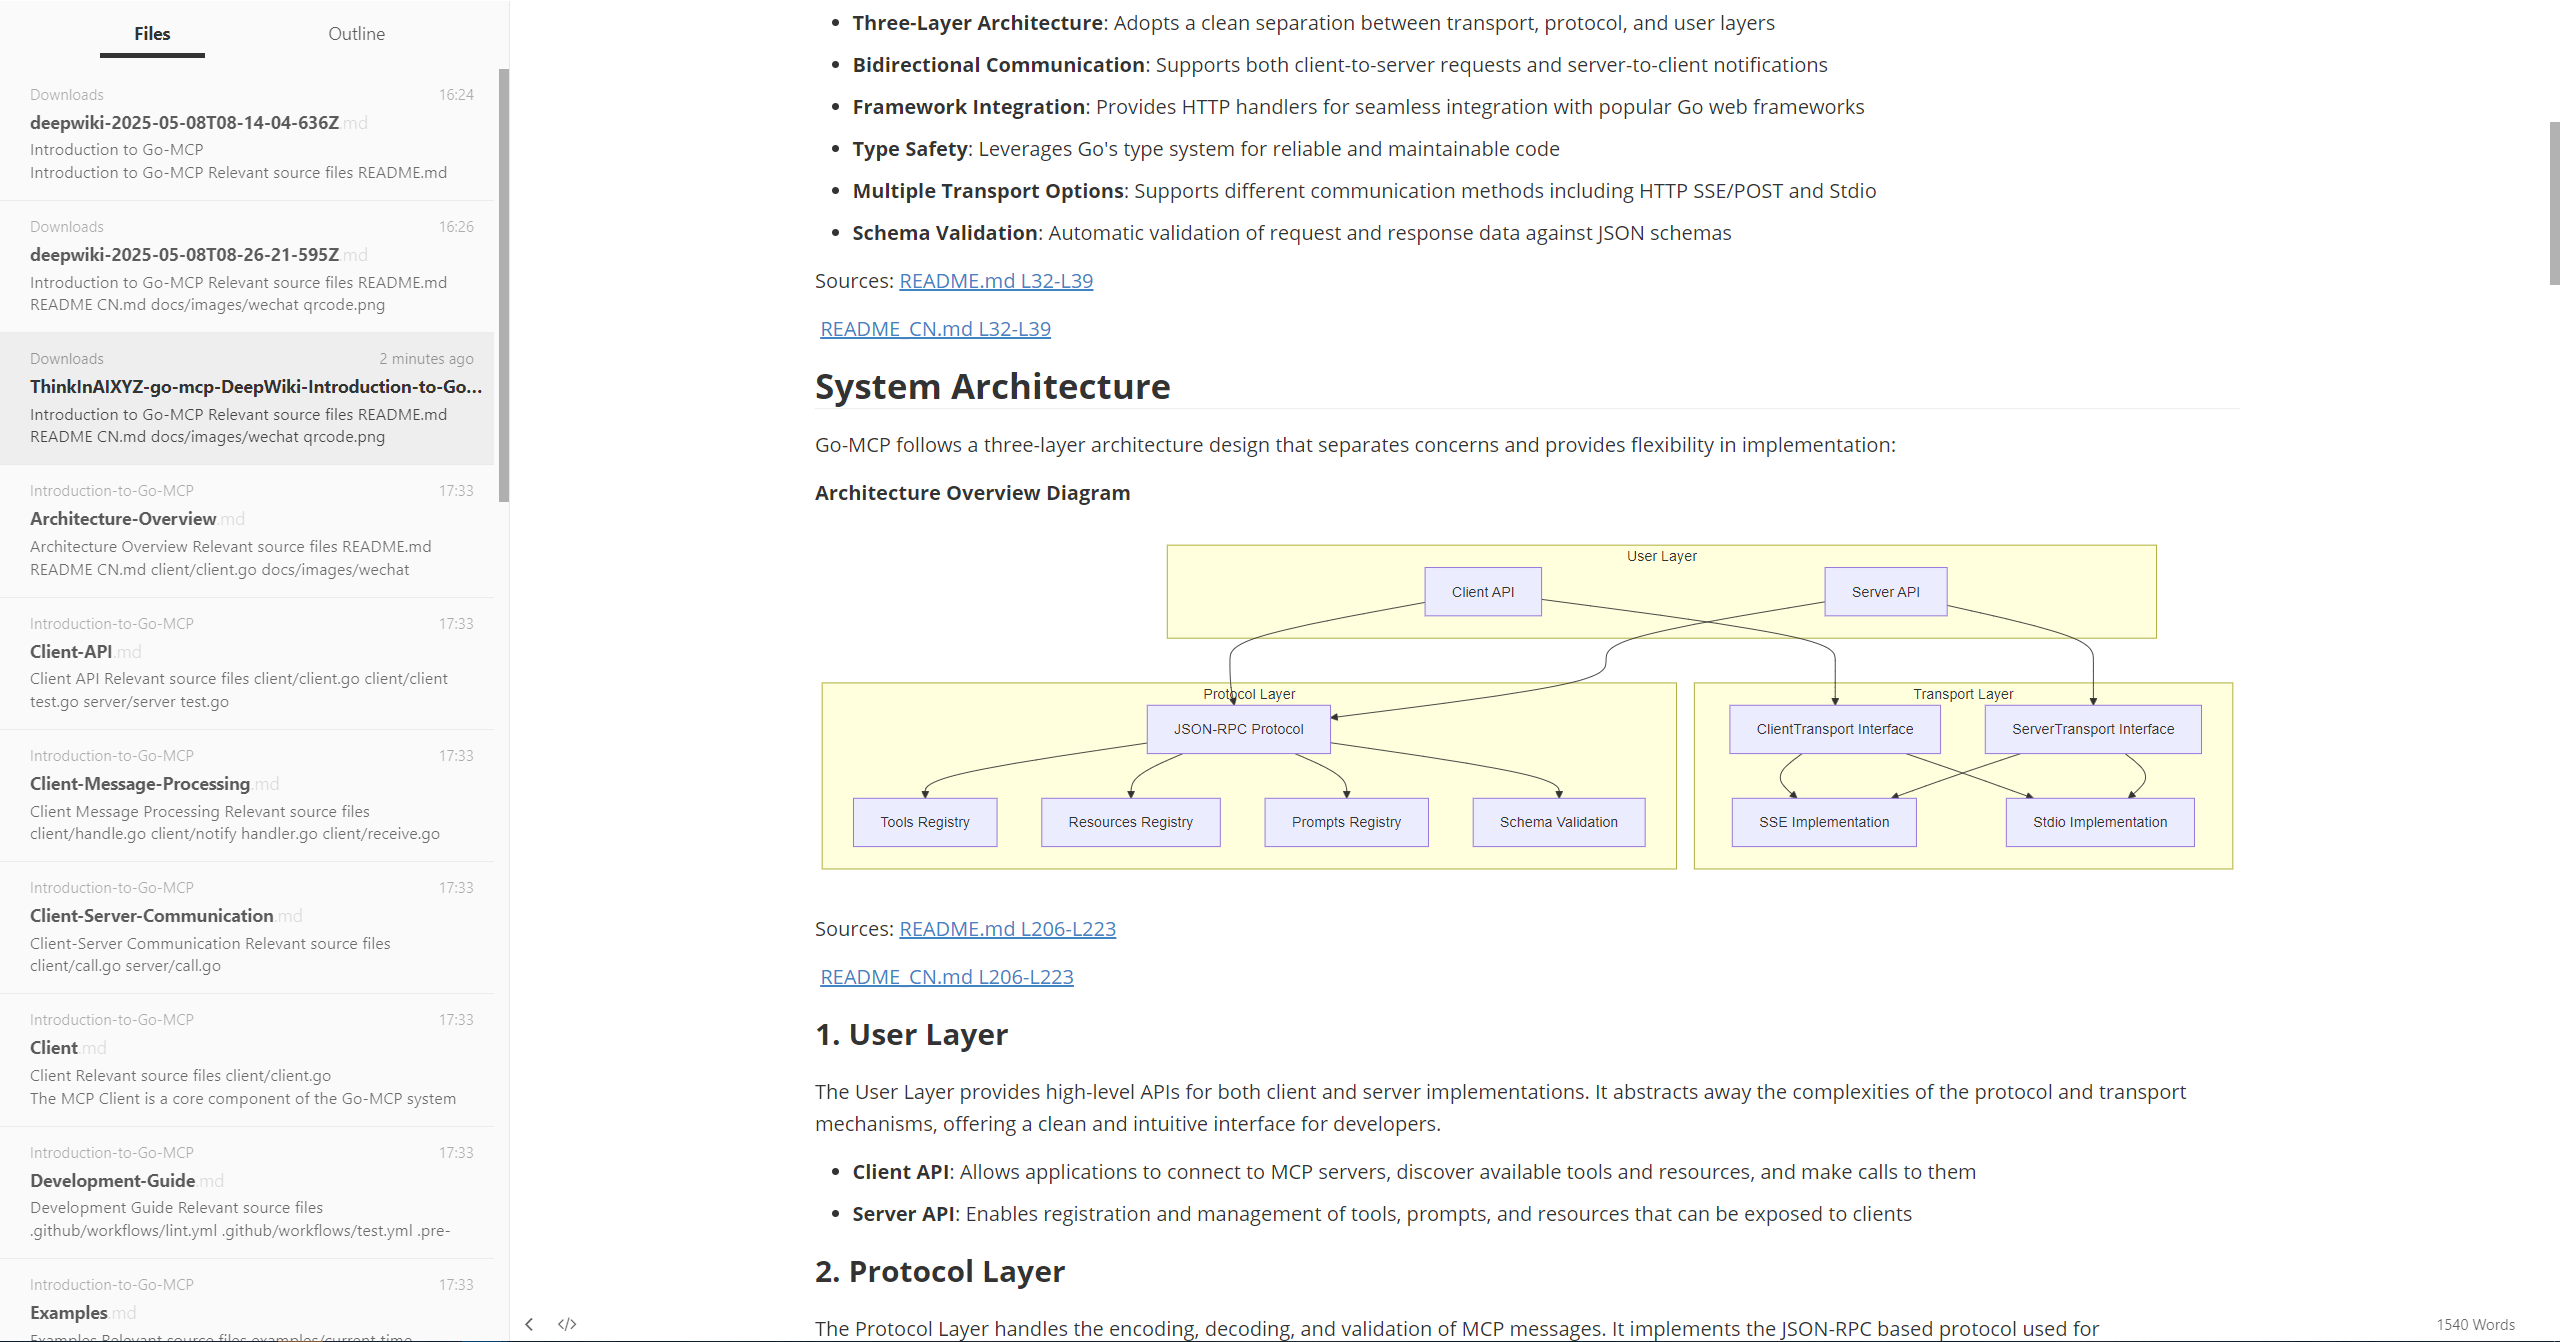 Files
Outline
Downloads 16:24
deepwiki-2025-05-08T08-14-04-636Z.md
Introduction to Go-MCP
Introduction to Go-MCP Relevant source files README.md
Downloads 16:26
deepwiki-2025-05-08T08-26-21-595Z.md
Introduction to Go-MCP Relevant source files README.md
README CN.md docs/images/wechat qrcode.png
Downloads 2 minutes ago
ThinkInAIXYZ-go-mcp-DeepWiki-Introduction-to-Go...
Introduction to Go-MCP Relevant source files README.md
README CN.md docs/images/wechat qrcode.png
Introduction-to-Go-MCP 17:33
Architecture-Overview.md
Architecture Overview Relevant source files README.md
README CN.md client/client.go docs/images/wechat
Introduction-to-Go-MCP 17:33
Client-API.md
Client API Relevant source files client/client.go client/client
test.go server/server test.go
Introduction-to-Go-MCP 17:33
Client-Message-Processing.md
Client Message Processing Relevant source files
client/handle.go client/notify handler.go client/receive.go
Introduction-to-Go-MCP 17:33
Client-Server-Communication.md
Client-Server Communication Relevant source files
client/call.go server/call.go
Introduction-to-Go-MCP 17:33
Client.md
Client Relevant source files client/client.go
The MCP Client is a core component of the Go-MCP system
Introduction-to-Go-MCP 17:33
Development-Guide.md
Development Guide Relevant source files
.github/workflows/lint.yml .github/workflows/test.yml .pre-
Introduction-to-Go-MCP 17:33
Examples.md
Examples Relevant source files examples/current time
• Three-Layer Architecture: Adopts a clean separation between transport, protocol, and user layers
• Bidirectional Communication: Supports both client-to-server requests and server-to-client notifications
• Framework Integration: Provides HTTP handlers for seamless integration with popular Go web frameworks
• Type Safety: Leverages Go's type system for reliable and maintainable code
• Multiple Transport Options: Supports different communication methods including HTTP SSE/POST and Stdio
• Schema Validation: Automatic validation of request and response data against JSON schemas
Sources: README.md L32-L39
README_CN.md L32-L39
System Architecture
Go-MCP follows a three-layer architecture design that separates concerns and provides flexibility in implementation:
Architecture Overview Diagram
User Layer
Client API
Server API
Protocol Layer
Transport Layer
JSON-RPC Protocol
ClientTransport Interface
ServerTransport Interface
Tools Registry
Resources Registry
Prompts Registry
Schema Validation
SSE Implementation
Stdio Implementation
Sources: README.md L206-L223
README_CN.md L206-L223
1. User Layer
The User Layer provides high-level APIs for both client and server implementations. It abstracts away the complexities of the protocol and transport
mechanisms, offering a clean and intuitive interface for developers.
• Client API: Allows applications to connect to MCP servers, discover available tools and resources, and make calls to them
• Server API: Enables registration and management of tools, prompts, and resources that can be exposed to clients
2. Protocol Layer
The Protocol Layer handles the encoding, decoding, and validation of MCP messages. It implements the JSON-RPC based protocol used for
</> 1540 Words